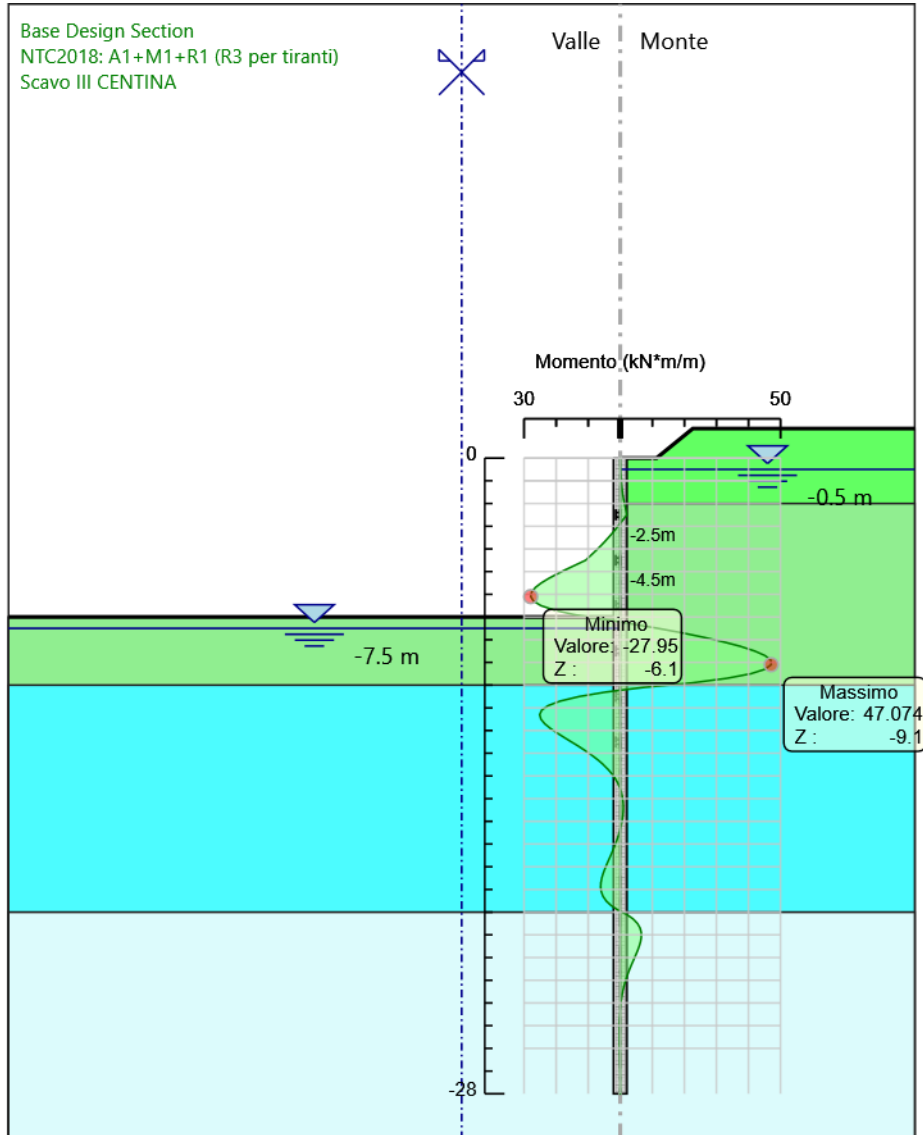 Base Design Section
NTC2018: A1+M1+R1 (R3 per tiranti)
Scavo III CENTINA
Valle
Monte
Momento (kN*m/m)
30
50
0
-0.5 m
-2.5m
-4.5m
Minimo
Valore: -27.95
Z : -6.1
-7.5 m
Massimo
Valore: 47.074
Z : -9.1
-28